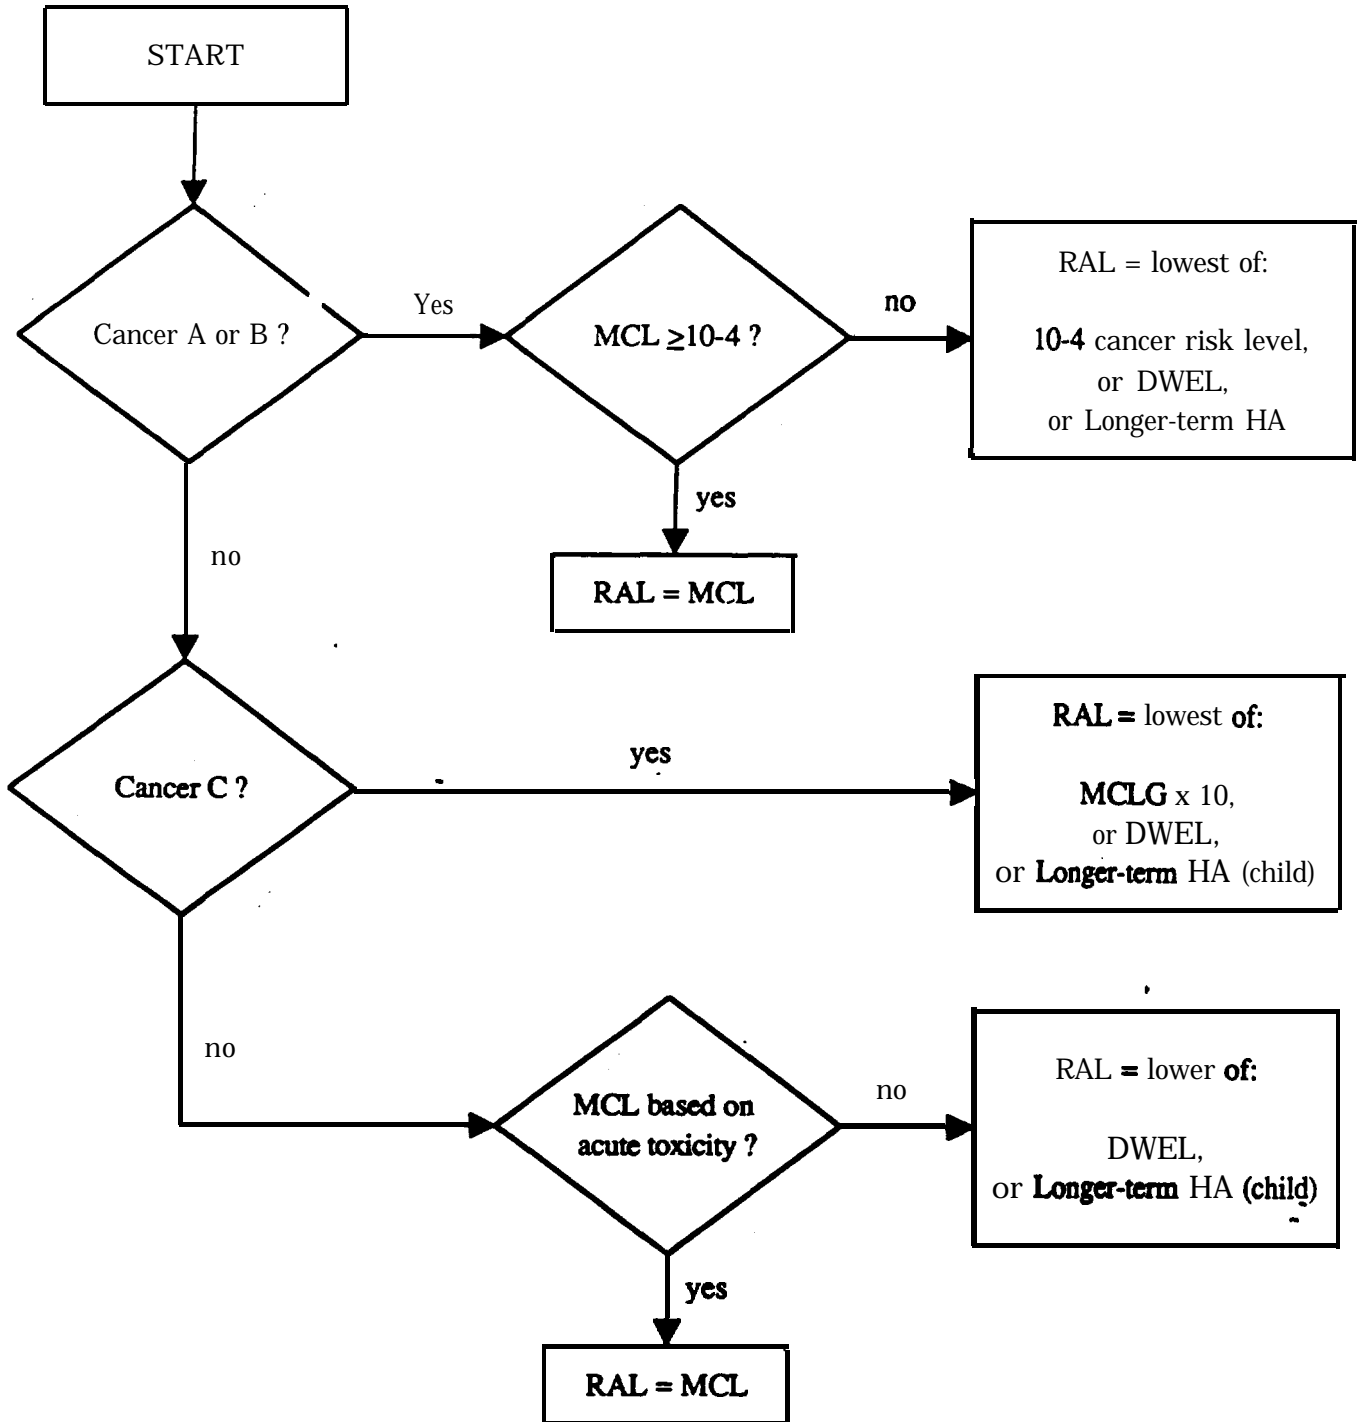 START
Cancer A or B ?
Yes
MCL ≥10-4 ?
no
RAL = lowest of:
10-4 cancer risk level,
or DWEL,
or Longer-term HA
yes
RAL = MCL
no
Cancer C ?
yes
RAL = lowest of:
MCLG x 10,
or DWEL,
or Longer-term HA (child)
no
MCL based on
acute toxicity ?
no
RAL = lower of:
DWEL,
or Longer-term HA (child)
yes
RAL = MCL